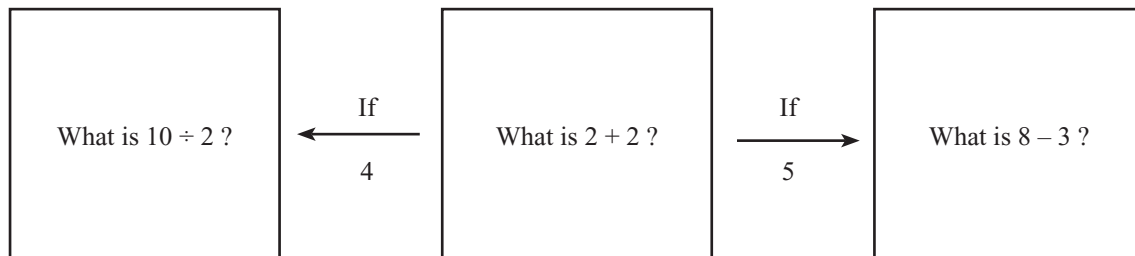 What is 10 ÷ 2 ?
If
4
What is 2 + 2 ?
If
5
What is 8 – 3 ?